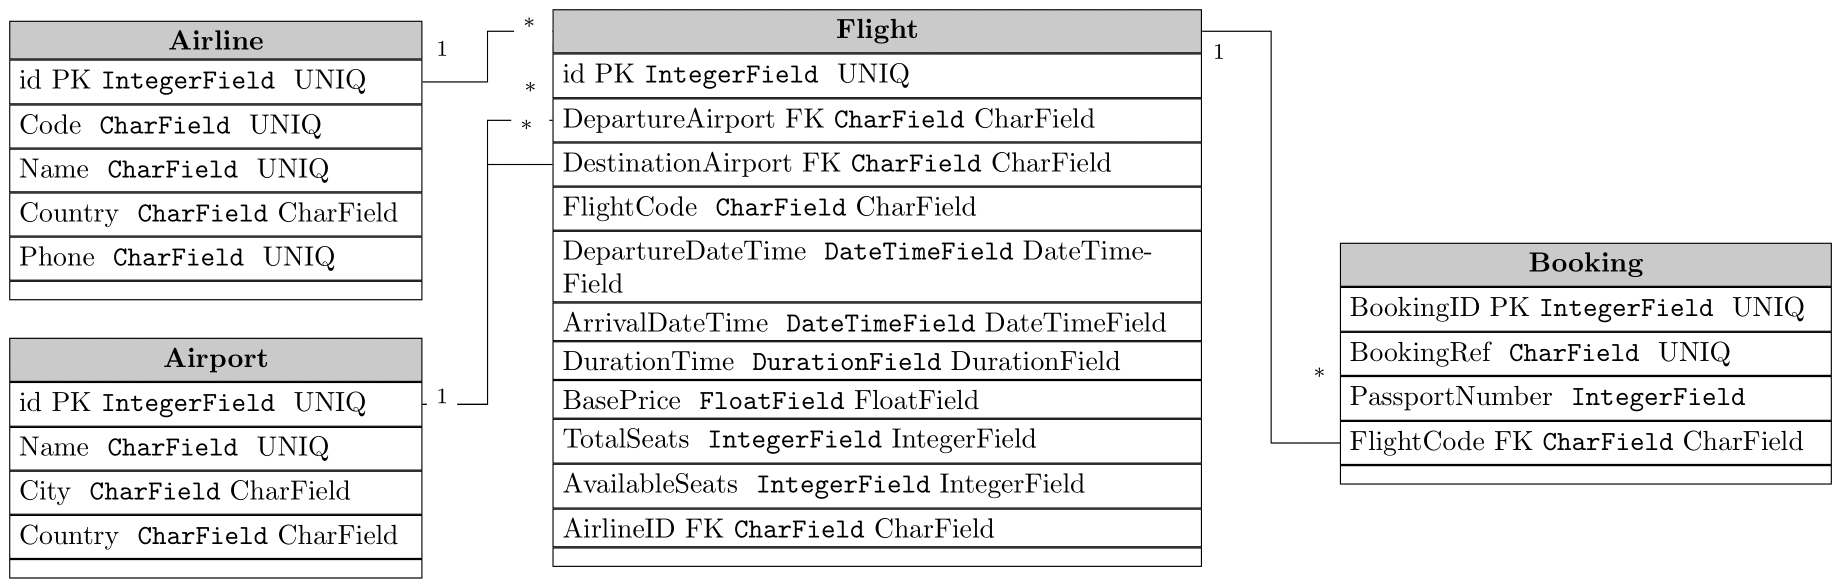 Airline
id PK IntegerField UNIQ
Code CharField UNIQ
Name CharField UNIQ
Country CharField CharField
Phone CharField UNIQ
1
*
*
*
Airport
id PK IntegerField UNIQ
Name CharField UNIQ
City CharField CharField
Country CharField CharField
1
Flight
id PK IntegerField UNIQ
DepartureAirport FK CharField CharField
DestinationAirport FK CharField CharField
FlightCode CharField CharField
DepartureDateTime DateTimeField DateTime-
Field
ArrivalDateTime DateTimeField DateTimeField
DurationTime DurationField DurationField
BasePrice FloatField FloatField
TotalSeats IntegerField IntegerField
AvailableSeats IntegerField IntegerField
AirlineID FK CharField CharField
1
*
Booking
BookingID PK IntegerField UNIQ
BookingRef CharField UNIQ
PassportNumber IntegerField
FlightCode FK CharField CharField